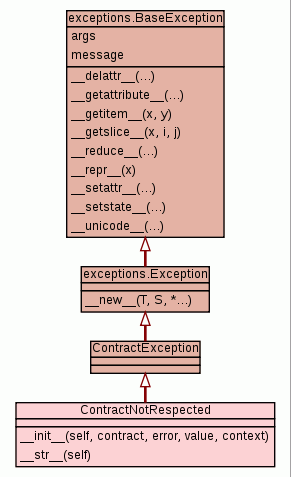 exceptions.BaseException
args
message
__delattr__(...)
__getattribute__(...)
__getitem__(x, y)
__getslice__(x, i, j)
__reduce__(...)
__repr__(x)
__setattr__(...)
__setstate__(...)
__unicode__(...)
exceptions.Exception
__new__(T, S, *...)
ContractException
ContractNotRespected
__init__(self, contract, error, value, context)
__str__(self)